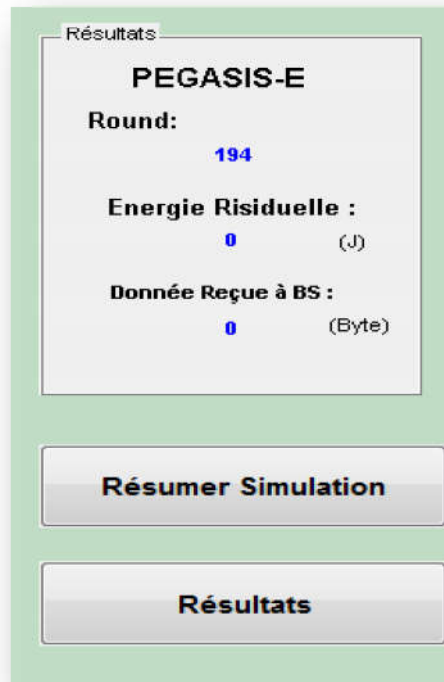 Résultats
PEGASIS-E
Round:
194
Energie Risiduelle :
0 (J)
Donnée Reçue à BS :
0 (Byte)
Résumer Simulation
Résultats